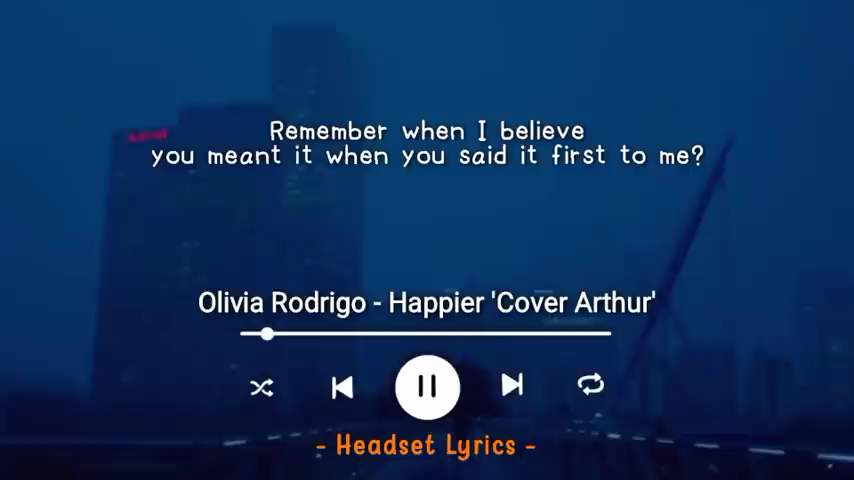 Remember when I believe
you meant it when you said it first to me?
Olivia Rodrigo - Happier 'Cover Arthur'
- Headset Lyrics -